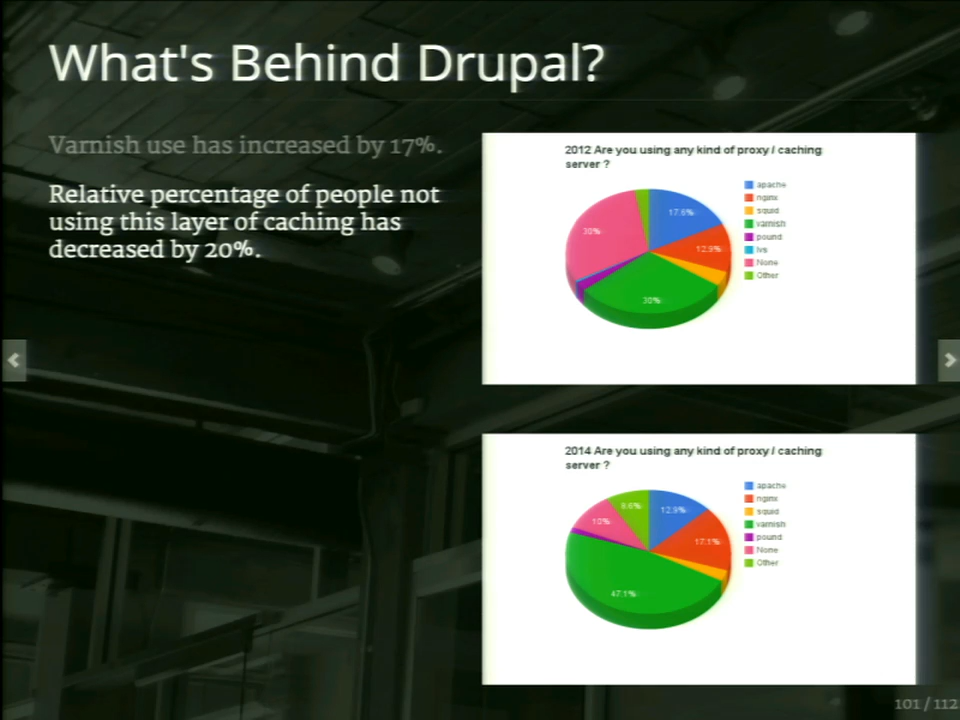 What's Behind Drupal?
Varnish use has increased by 17%.
Relative percentage of people not
using this layer of caching has
decreased by 20%.
2012 Are you using any kind of proxy / caching
server ?
apache
nginx
squid
varnish
pound
lvs
None
Other
17.6%
12.9%
30%
30%
2014 Are you using any kind of proxy / caching
server ?
apache
nginx
squid
varnish
pound
None
Other
8.6%
12.9%
10%
17.1%
47.1%
101 / 112